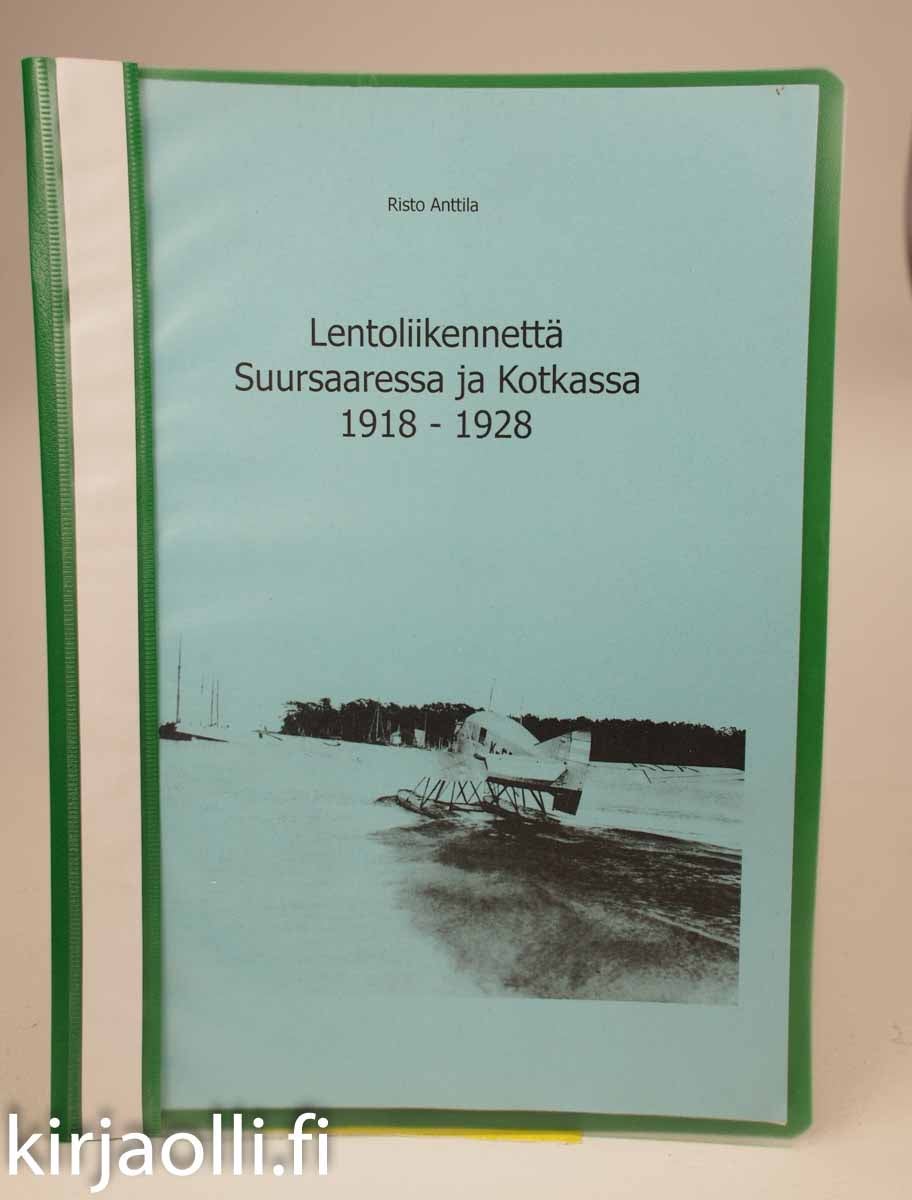 Risto Anttila
Lentoliikennettä
Suursaaressa ja Kotkassa
1918 - 1928
kirjaolli.fi